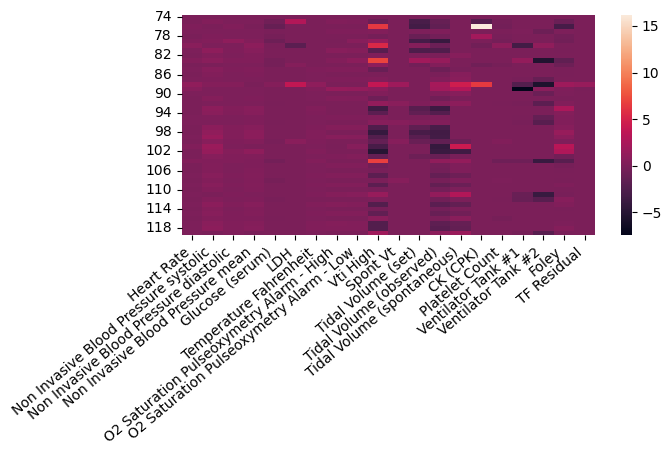 74
78
82
86
90
94
98
102
106
110
114
118
15
10
5
0
−5
Heart Rate
Non Invasive Blood Pressure systolic
Non Invasive Blood Pressure diastolic
Non Invasive Blood Pressure mean
Glucose (serum)
LDH
Temperature Fahrenheit
O2 Saturation Pulseoxymetry Alarm - High
O2 Saturation Pulseoxymetry Alarm - Low
Vti High
Spont Vt
Tidal Volume (set)
Tidal Volume (observed)
Tidal Volume (spontaneous)
CK (CPK)
Platelet Count
Ventilator Tank #1
Ventilator Tank #2
Foley
TF Residual